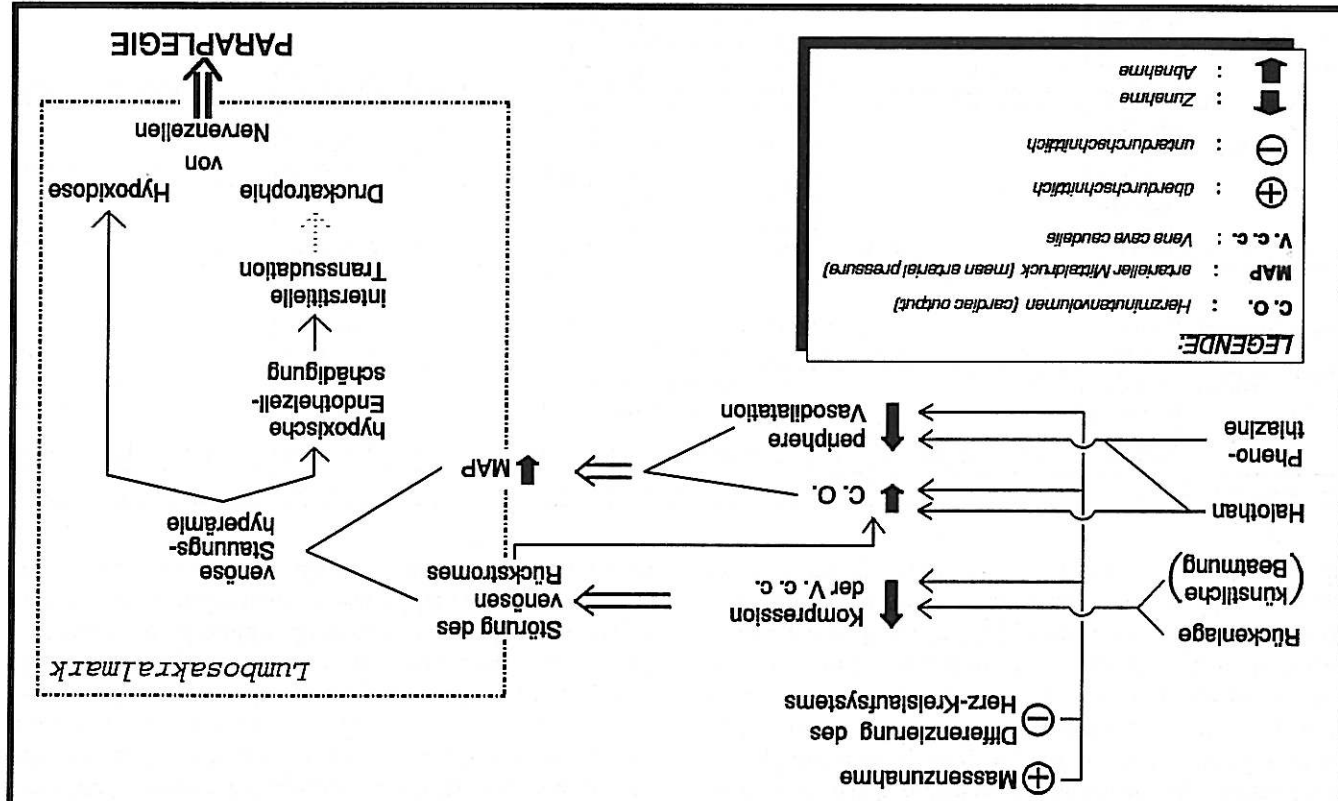 Massenzunahme
Differenzierung des
Herz-Kreislaufsystems
Rückenlage
(künstliche
Beatmung)
Halothan
Pheno-
thiazine
Kompression
der V. c. c.
C. O.
periphere
Vasodilatation
Lumbosakralmark
Störung des
venösen
Rückstromes
MAP
venöse
Stauungs-
hyperämie
hypoxische
Endothelzell-
schädigung
interstitielle
Transsudation
Druckatrophie
Hypoxidose
von
Nervenzellen
PARAPLEGIE
LEGENDE:
C. O. : Herzminutenvolumen (cardiac output)
MAP : arterieller Mitteldruck (mean arterial pressure)
V. c. c. : Vena cava caudalis
+ : überdurchschnittlich
− : unterdurchschnittlich
: Zunahme
: Abnahme